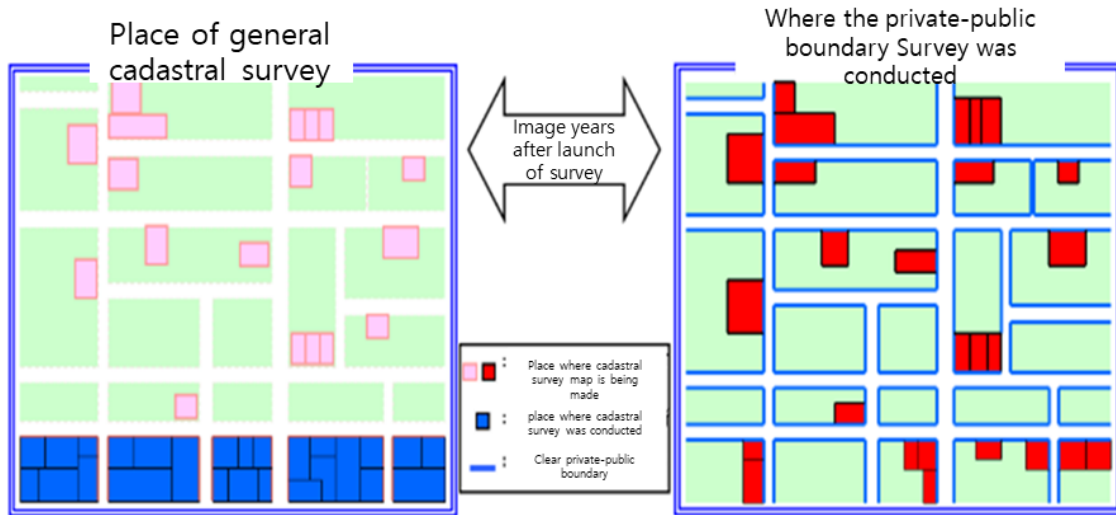 Place of general
cadastral survey
Where the private-public
boundary Survey was
conducted
Image years
after launch
of survey
: Place where cadastral
survey map is being
made
: place where cadastral
survey was conducted
: Clear private-public
boundary